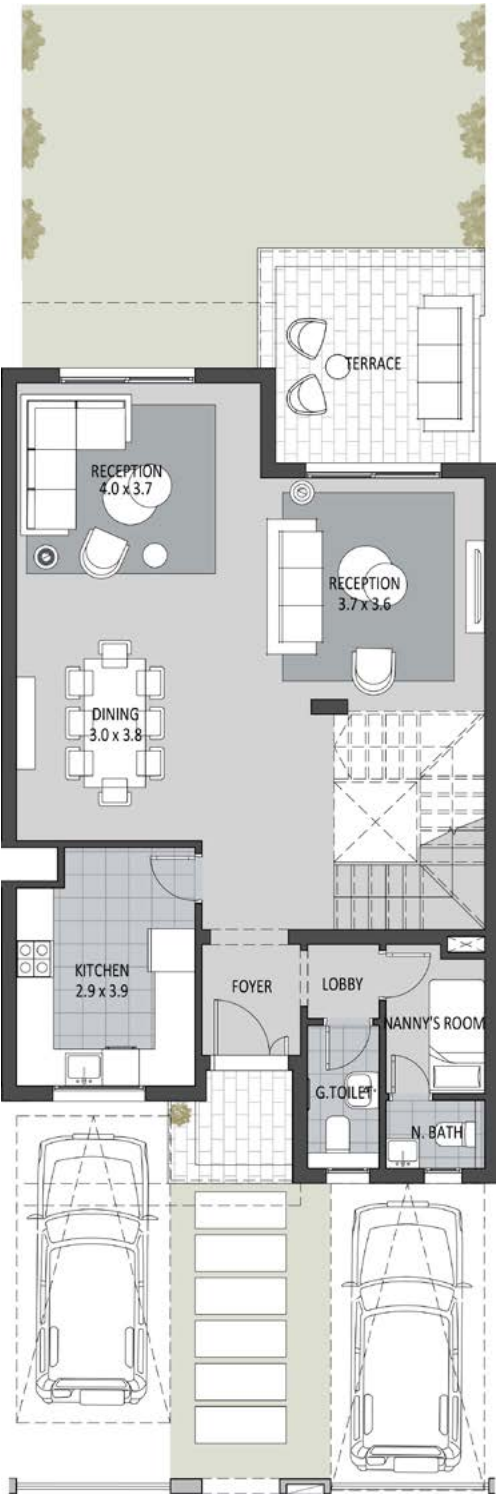 TERRACE
RECEPTION
4.0 x 3.7
RECEPTION
3.7 x 3.6
DINING
3.0 x 3.8
KITCHEN
2.9 x 3.9
FOYER
LOBBY
NANNY'S ROOM
G.TOILET
N. BATH